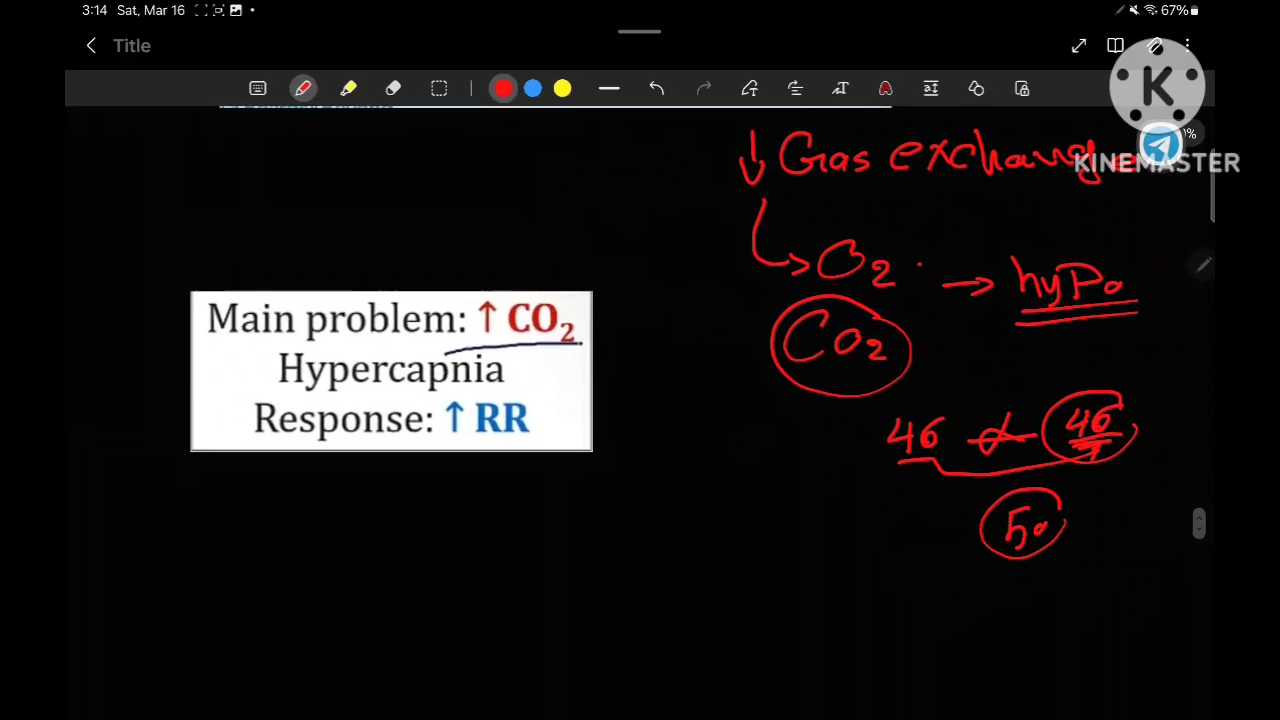 3:14 Sat, Mar 16
67%
Title
K
KINEMASTER
%
↓ Gas exchange
→ O2 → hypo
CO2
46 46
50
Main problem: ↑ CO₂
Hypercapnia
Response: ↑ RR